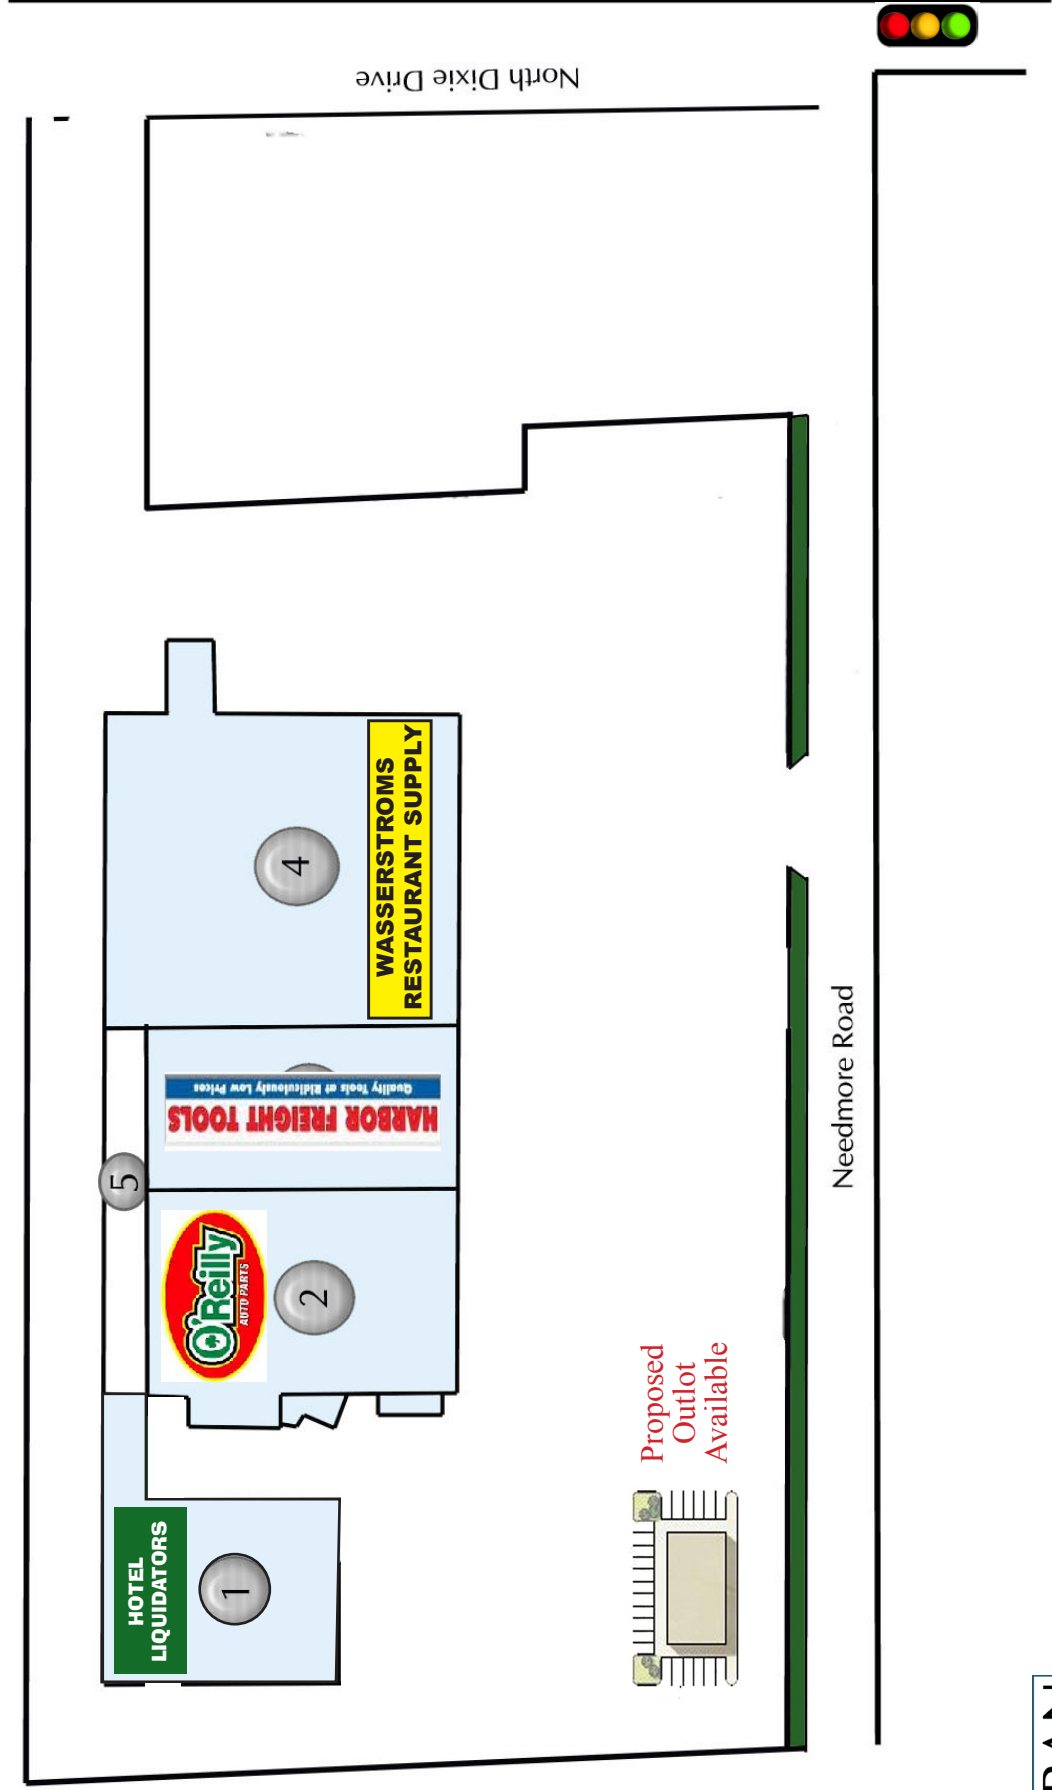 North Dixie Drive
HOTEL
LIQUIDATORS
1
O'Reilly
AUTO PARTS
2
5
HARBOR FREIGHT TOOLS
Quality Tools at Ridiculously Low Prices
4
WASSERSTROMS
RESTAURANT SUPPLY
Proposed
Outlot
Available
Needmore Road